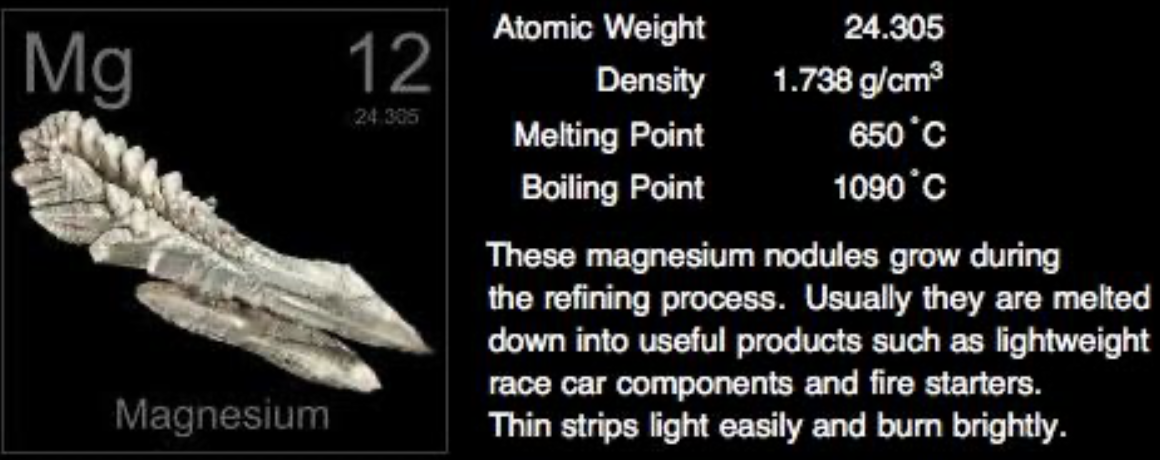 Mg 12
24.305
Magnesium
Atomic Weight 24.305
Density 1.738 g/cm³
Melting Point 650 ˚C
Boiling Point 1090 ˚C
These magnesium nodules grow during
the refining process. Usually they are melted
down into useful products such as lightweight
race car components and fire starters.
Thin strips light easily and burn brightly.